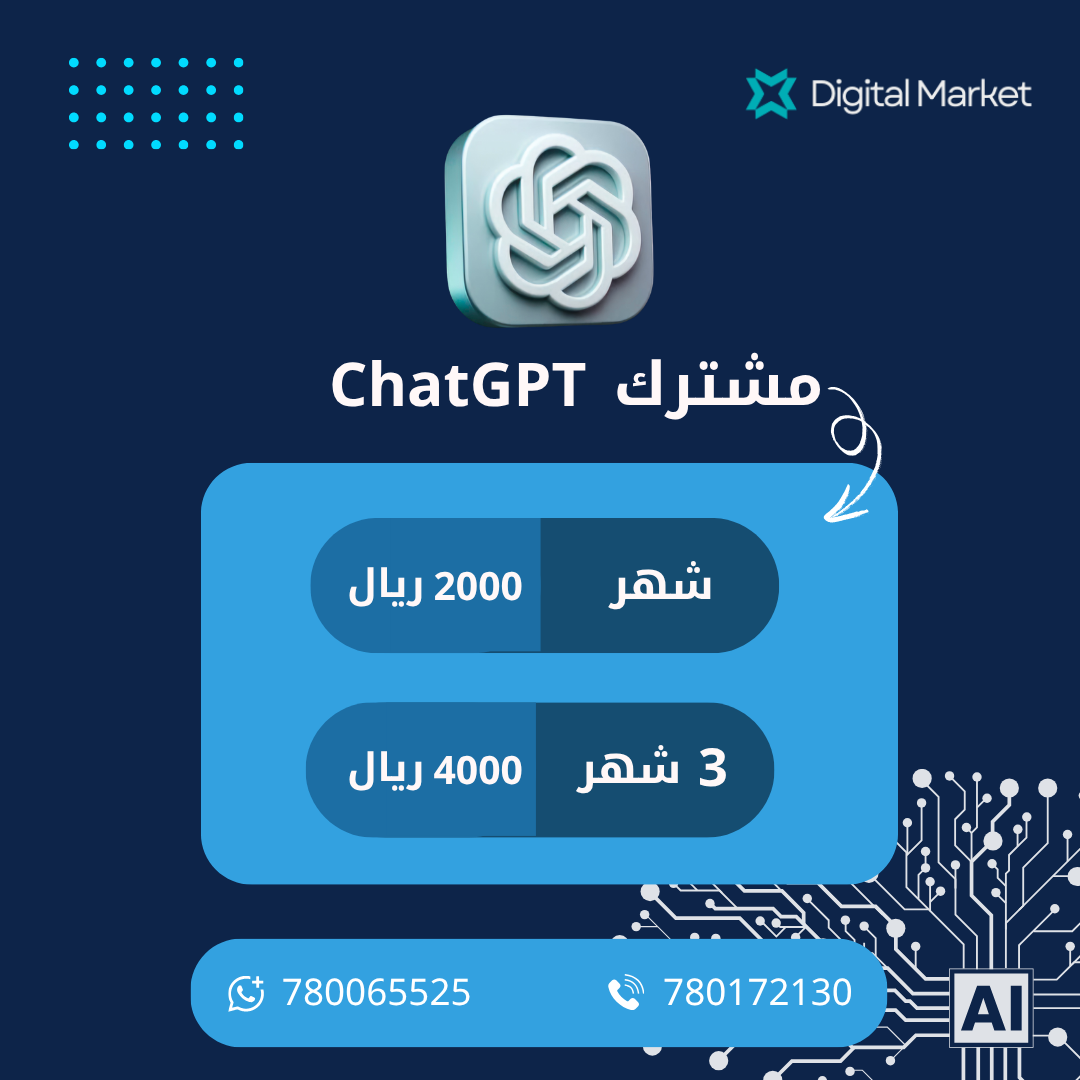 Digital Market
مشترك ChatGPT
شهر 2000 ريال
3 شهر 4000 ريال
780065525 780172130
AI